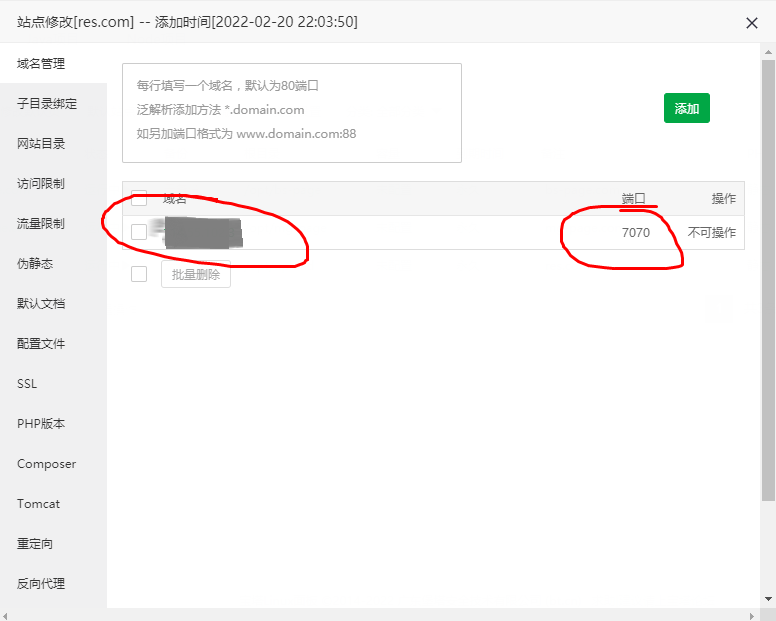 站点修改[res.com] -- 添加时间[2022-02-20 22:03:50]
域名管理
子目录绑定
网站目录
访问限制
流量限制
伪静态
默认文档
配置文件
SSL
PHP版本
Composer
Tomcat
重定向
反向代理
每行填写一个域名，默认为80端口
泛解析添加方法 *.domain.com
如另加端口格式为 www.domain.com:88
添加
域名 端口 操作
7070 不可操作
批量删除